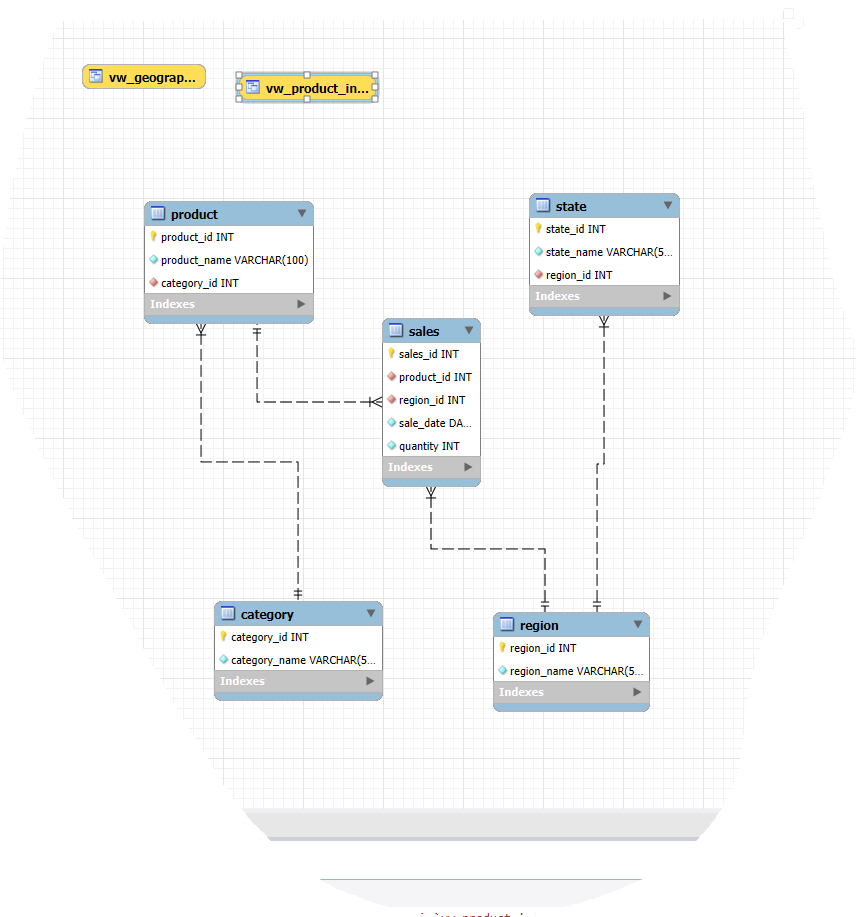 vw_geograp...
vw_product_in...
product
product_id INT
product_name VARCHAR(100)
category_id INT
Indexes
state
state_id INT
state_name VARCHAR(5...
region_id INT
Indexes
sales
sales_id INT
product_id INT
region_id INT
sale_date DA...
quantity INT
Indexes
category
category_id INT
category_name VARCHAR(5...
Indexes
region
region_id INT
region_name VARCHAR(5...
Indexes